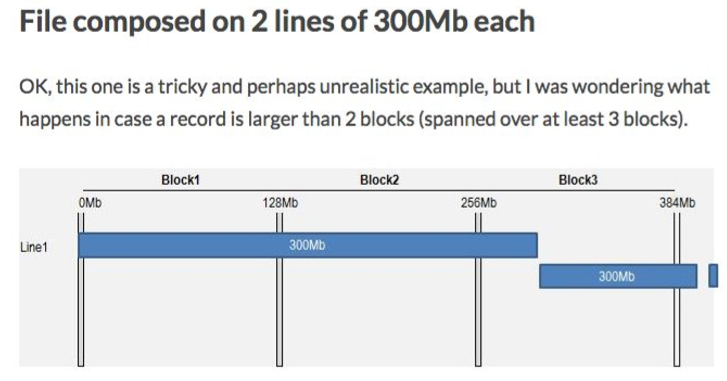 File composed on 2 lines of 300Mb each
OK, this one is a tricky and perhaps unrealistic example, but I was wondering what
happens in case a record is larger than 2 blocks (spanned over at least 3 blocks).
Block1 Block2 Block3
0Mb 128Mb 256Mb 384Mb
Line1 300Mb
300Mb